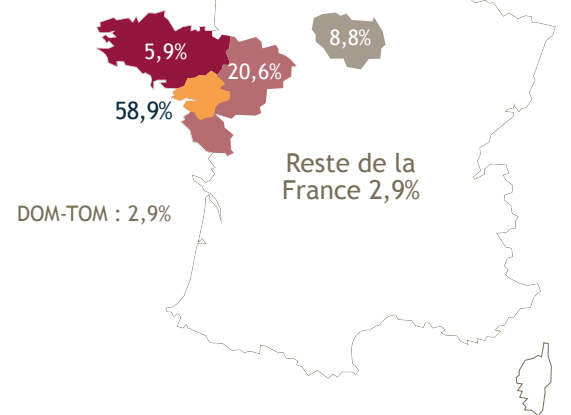 5,9%
8,8%
20,6%
58,9%
Reste de la
France 2,9%
DOM-TOM : 2,9%